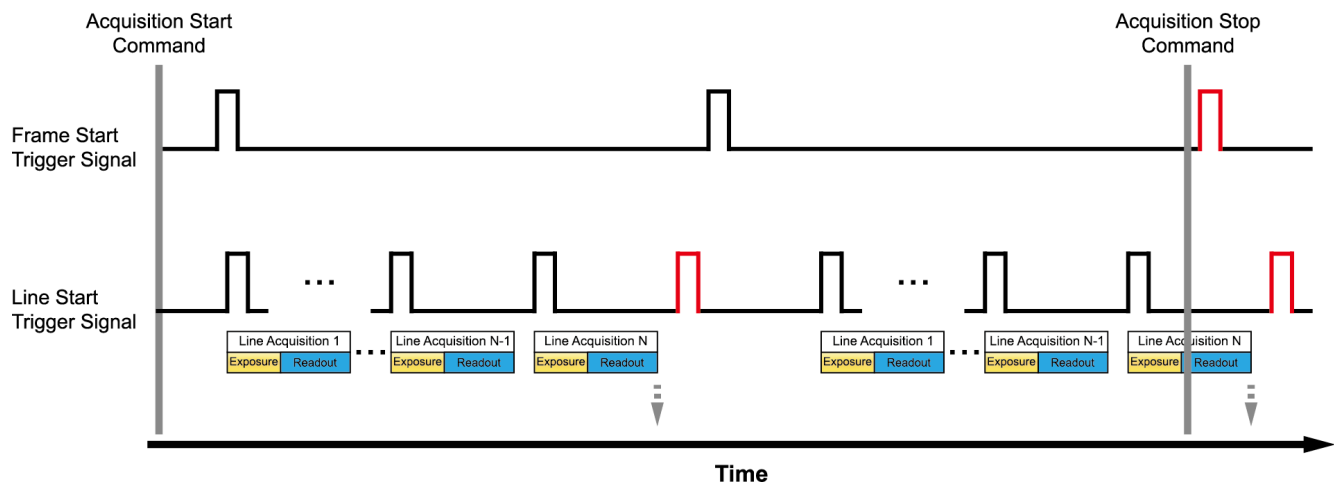 Acquisition Start
Command
Acquisition Stop
Command
Frame Start
Trigger Signal
...
...
Line Start
Trigger Signal
Line Acquisition 1
...
Line Acquisition N-1
Line Acquisition N
Line Acquisition 1
...
Line Acquisition N-1
Line Acquisition N
Exposure
Readout
Exposure
Readout
Exposure
Readout
Exposure
Readout
Exposure
Readout
Exposure
Readout
Time